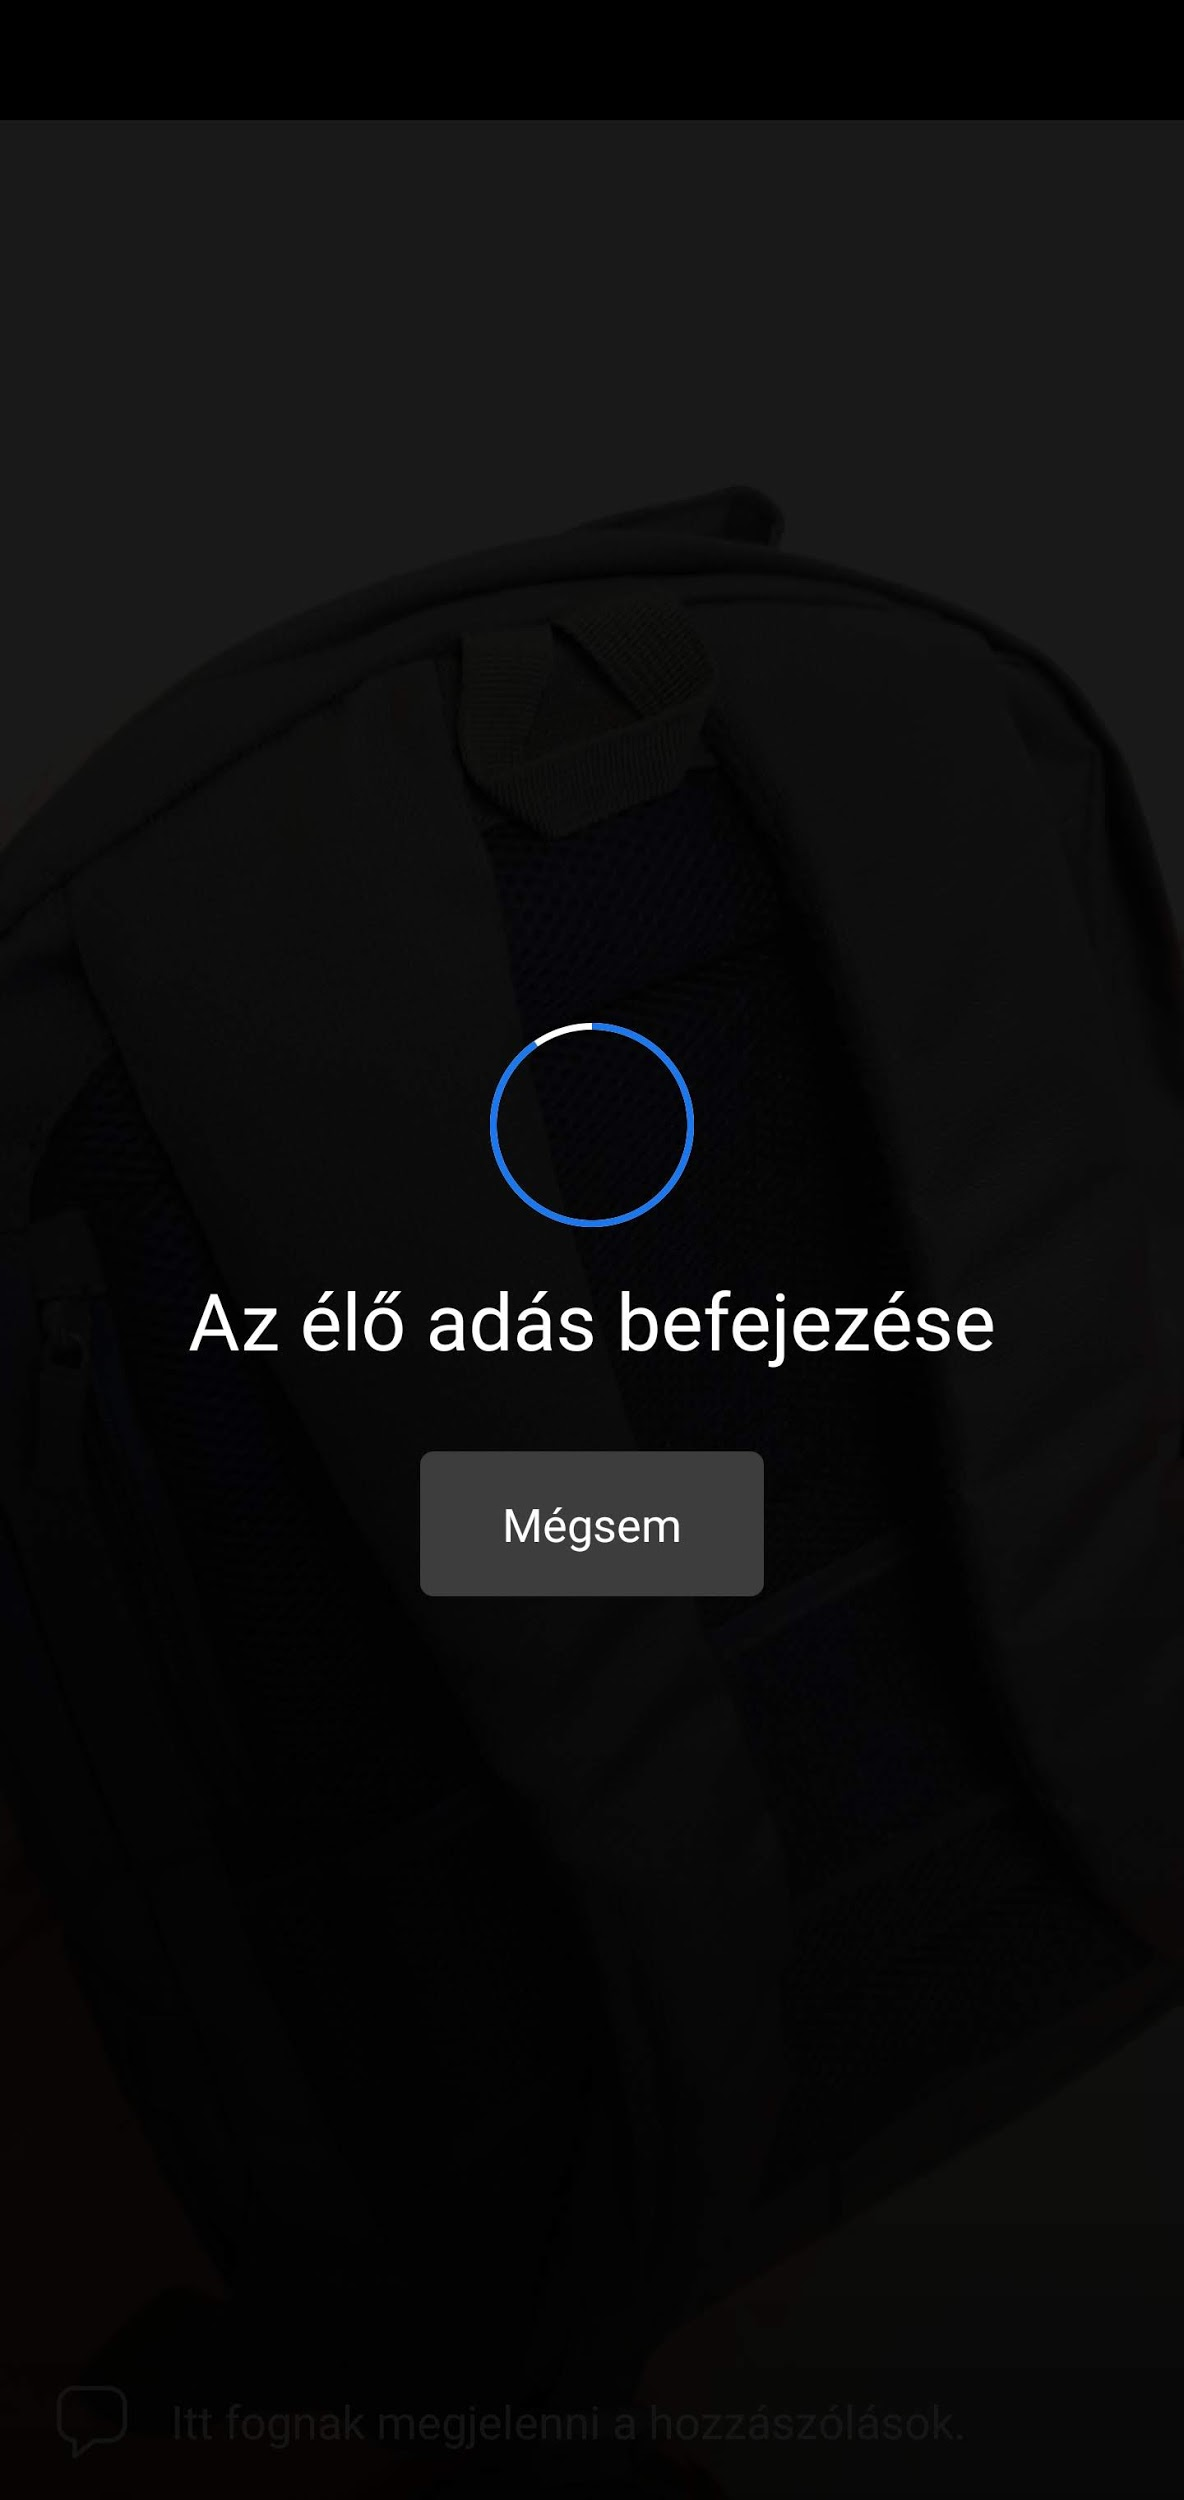 Az élő adás befejezése
Mégsem
Itt fognak megjelenni a hozzászólások.